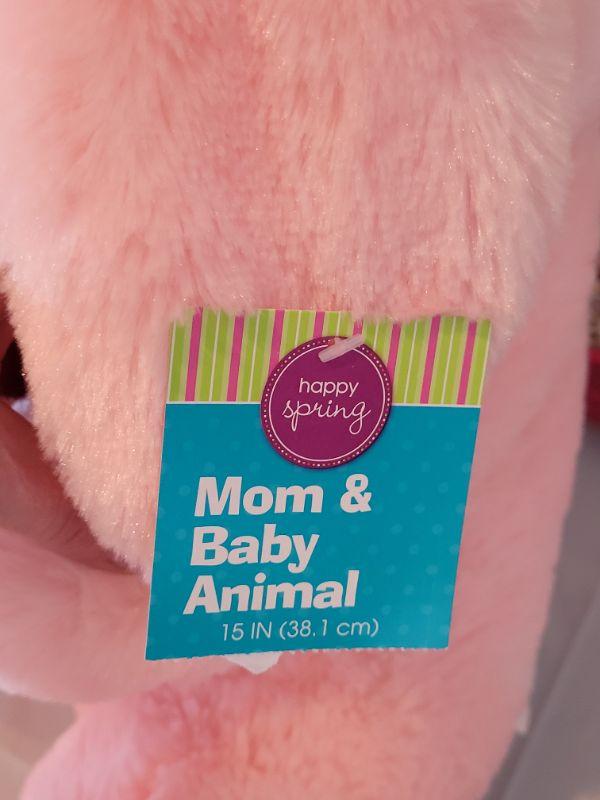 happy
spring
Mom &
Baby
Animal
15 IN (38.1 cm)